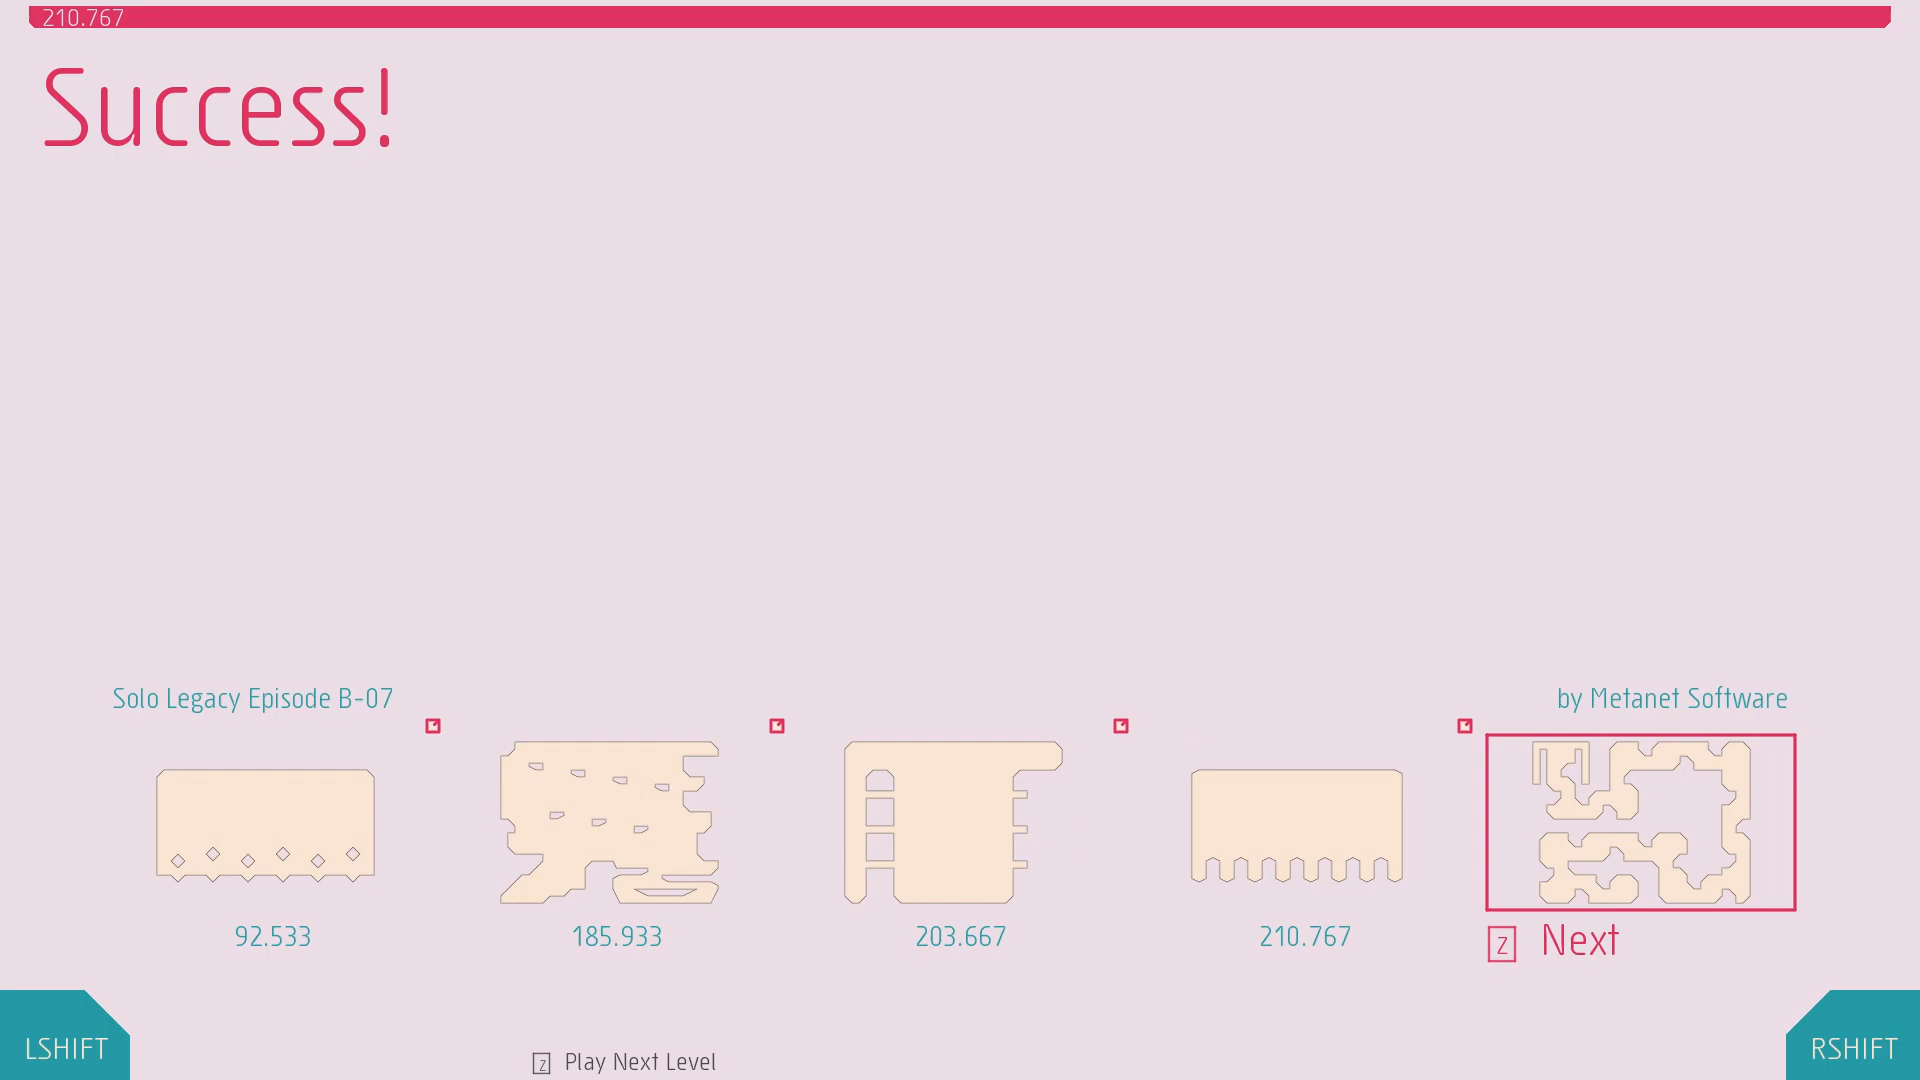 210.767
Success!
Solo Legacy Episode B-07
by Metanet Software
92.533
185.933
203.667
210.767
Z Next
LSHIFT
RSHIFT
Z Play Next Level